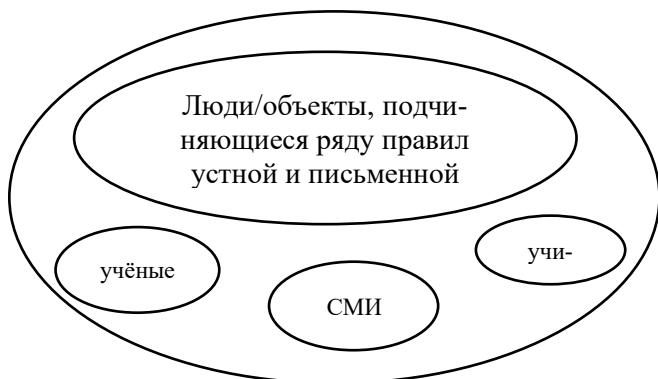 Люди/объекты, подчи-
няющиеся ряду правил
устной и письменной
учёные
СМИ
учи-